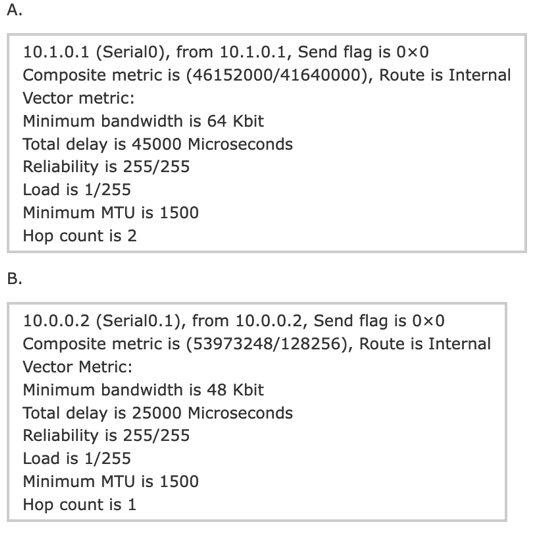 A.
10.1.0.1 (Serial0), from 10.1.0.1, Send flag is 0×0
Composite metric is (46152000/41640000), Route is Internal
Vector metric:
Minimum bandwidth is 64 Kbit
Total delay is 45000 Microseconds
Reliability is 255/255
Load is 1/255
Minimum MTU is 1500
Hop count is 2
B.
10.0.0.2 (Serial0.1), from 10.0.0.2, Send flag is 0×0
Composite metric is (53973248/128256), Route is Internal
Vector Metric:
Minimum bandwidth is 48 Kbit
Total delay is 25000 Microseconds
Reliability is 255/255
Load is 1/255
Minimum MTU is 1500
Hop count is 1